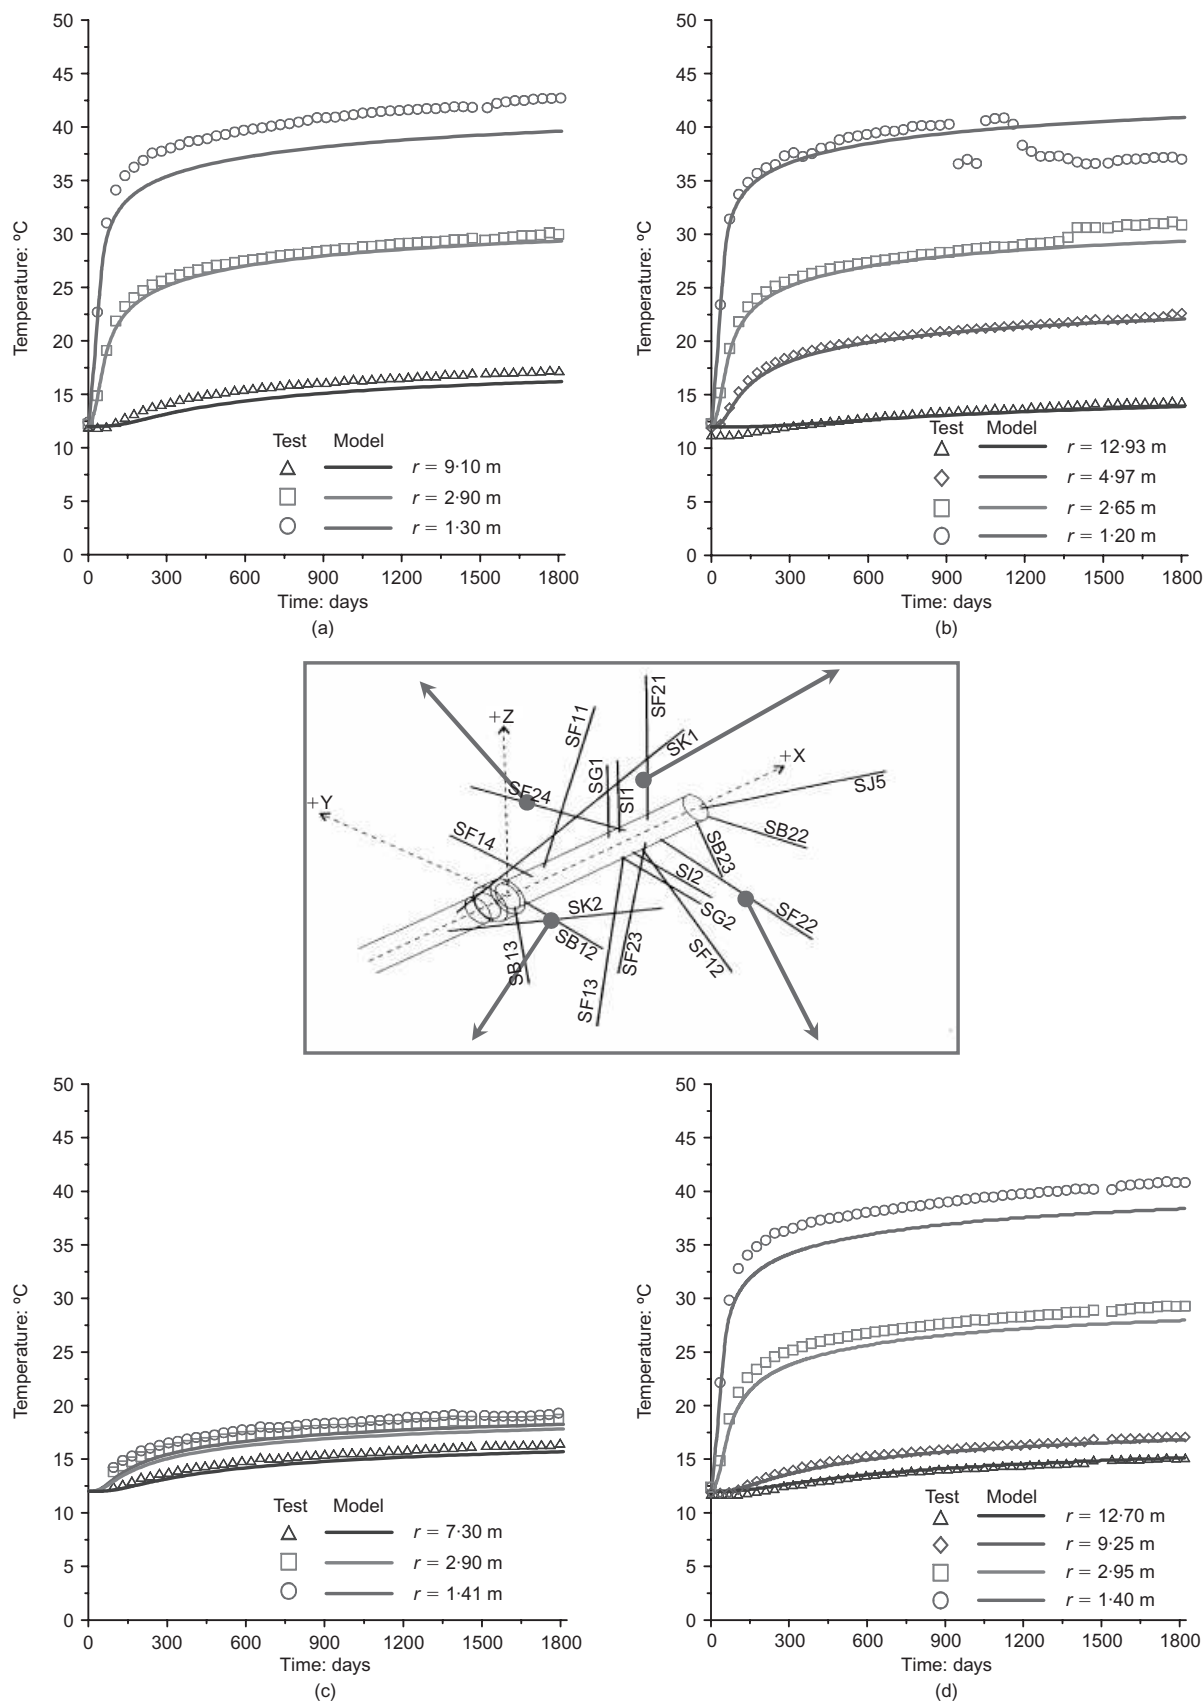 50
45
40
35
30
25
20
15
10
5
0
Temperature: ºC
Test Model
r = 9·10 m
r = 2·90 m
r = 1·30 m
0 300 600 900 1200 1500 1800
Time: days
(a)
50
45
40
35
30
25
20
15
10
5
0
Temperature: ºC
Test Model
r = 12·93 m
r = 4·97 m
r = 2·65 m
r = 1·20 m
0 300 600 900 1200 1500 1800
Time: days
(b)
+Z
+Y
+X
SF11
SF21
SK1
SG1
SI1
SF24
SJ5
SF14
SB22
SB23
SI2
SG2
SF22
SK2
SB12
SB13
SF23
SF12
SF13
50
45
40
35
30
25
20
15
10
5
0
Temperature: ºC
Test Model
r = 7·30 m
r = 2·90 m
r = 1·41 m
0 300 600 900 1200 1500 1800
Time: days
(c)
50
45
40
35
30
25
20
15
10
5
0
Temperature: ºC
Test Model
r = 12·70 m
r = 9·25 m
r = 2·95 m
r = 1·40 m
0 300 600 900 1200 1500 1800
Time: days
(d)